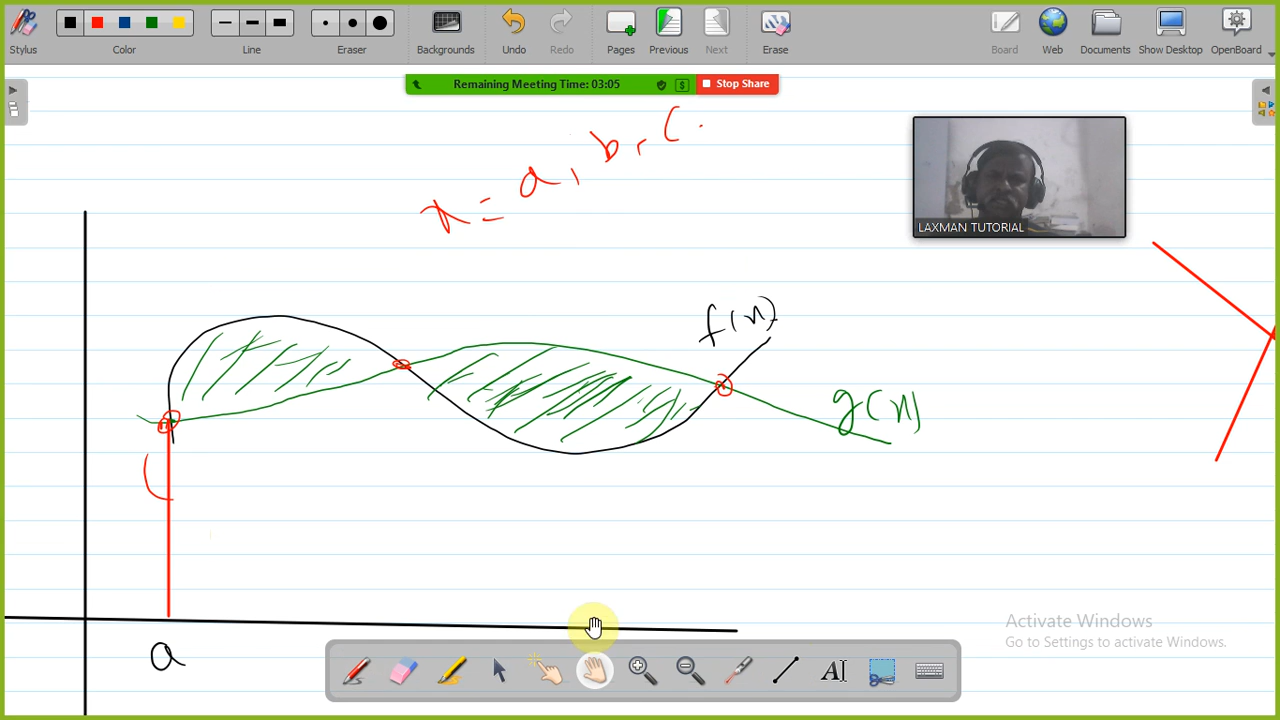 Stylus Color Line Eraser Backgrounds Undo Redo Pages Previous Next Erase Board Web Documents Show Desktop OpenBoard
Remaining Meeting Time: 03:05 $ Stop Share
x = a, b, c.
LAXMAN TUTORIAL
f(x)
g(x)
a
Activate Windows
Go to Settings to activate Windows.
AI